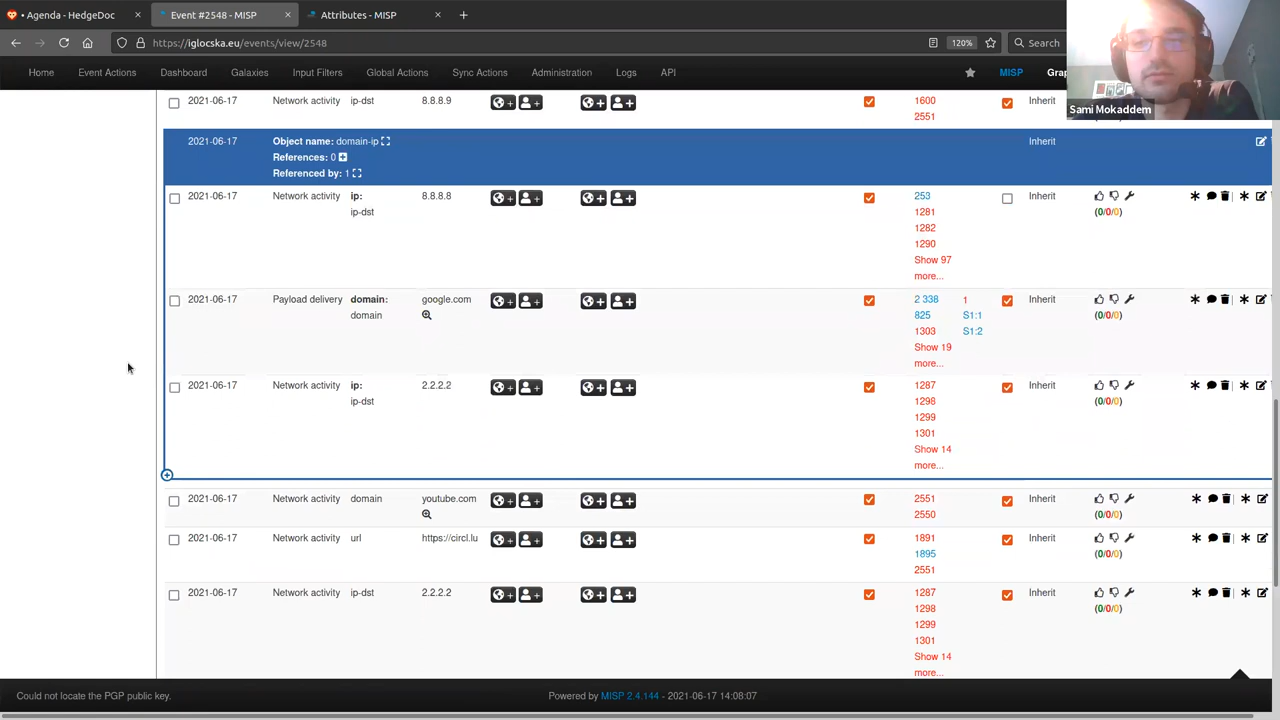 • Agenda - HedgeDoc
Event #2548 - MISP
Attributes - MISP
https://iglocska.eu/events/view/2548
120%
Search
Home Event Actions Dashboard Galaxies Input Filters Global Actions Sync Actions Administration Logs API
MISP
Sami Mokaddem
2021-06-17 Network activity ip-dst 8.8.8.9 1600 Inherit
2551
2021-06-17 Object name: domain-ip Inherit
References: 0
Referenced by: 1
2021-06-17 Network activity ip: 8.8.8.8 253 Inherit
ip-dst 1281 (0/0/0)
1282
1290
Show 97
more...
2021-06-17 Payload delivery domain: google.com 2 338 1 Inherit
domain 825 S1:1 (0/0/0)
1303 S1:2
Show 19
more...
2021-06-17 Network activity ip: 2.2.2.2 1287 Inherit
ip-dst 1298 (0/0/0)
1299
1301
Show 14
more...
2021-06-17 Network activity domain youtube.com 2551 Inherit
2550 (0/0/0)
2021-06-17 Network activity url https://circl.lu 1891 Inherit
1895 (0/0/0)
2551
2021-06-17 Network activity ip-dst 2.2.2.2 1287 Inherit
1298 (0/0/0)
1299
1301
Show 14
more...
Could not locate the PGP public key.
Powered by MISP 2.4.144 - 2021-06-17 14:08:07